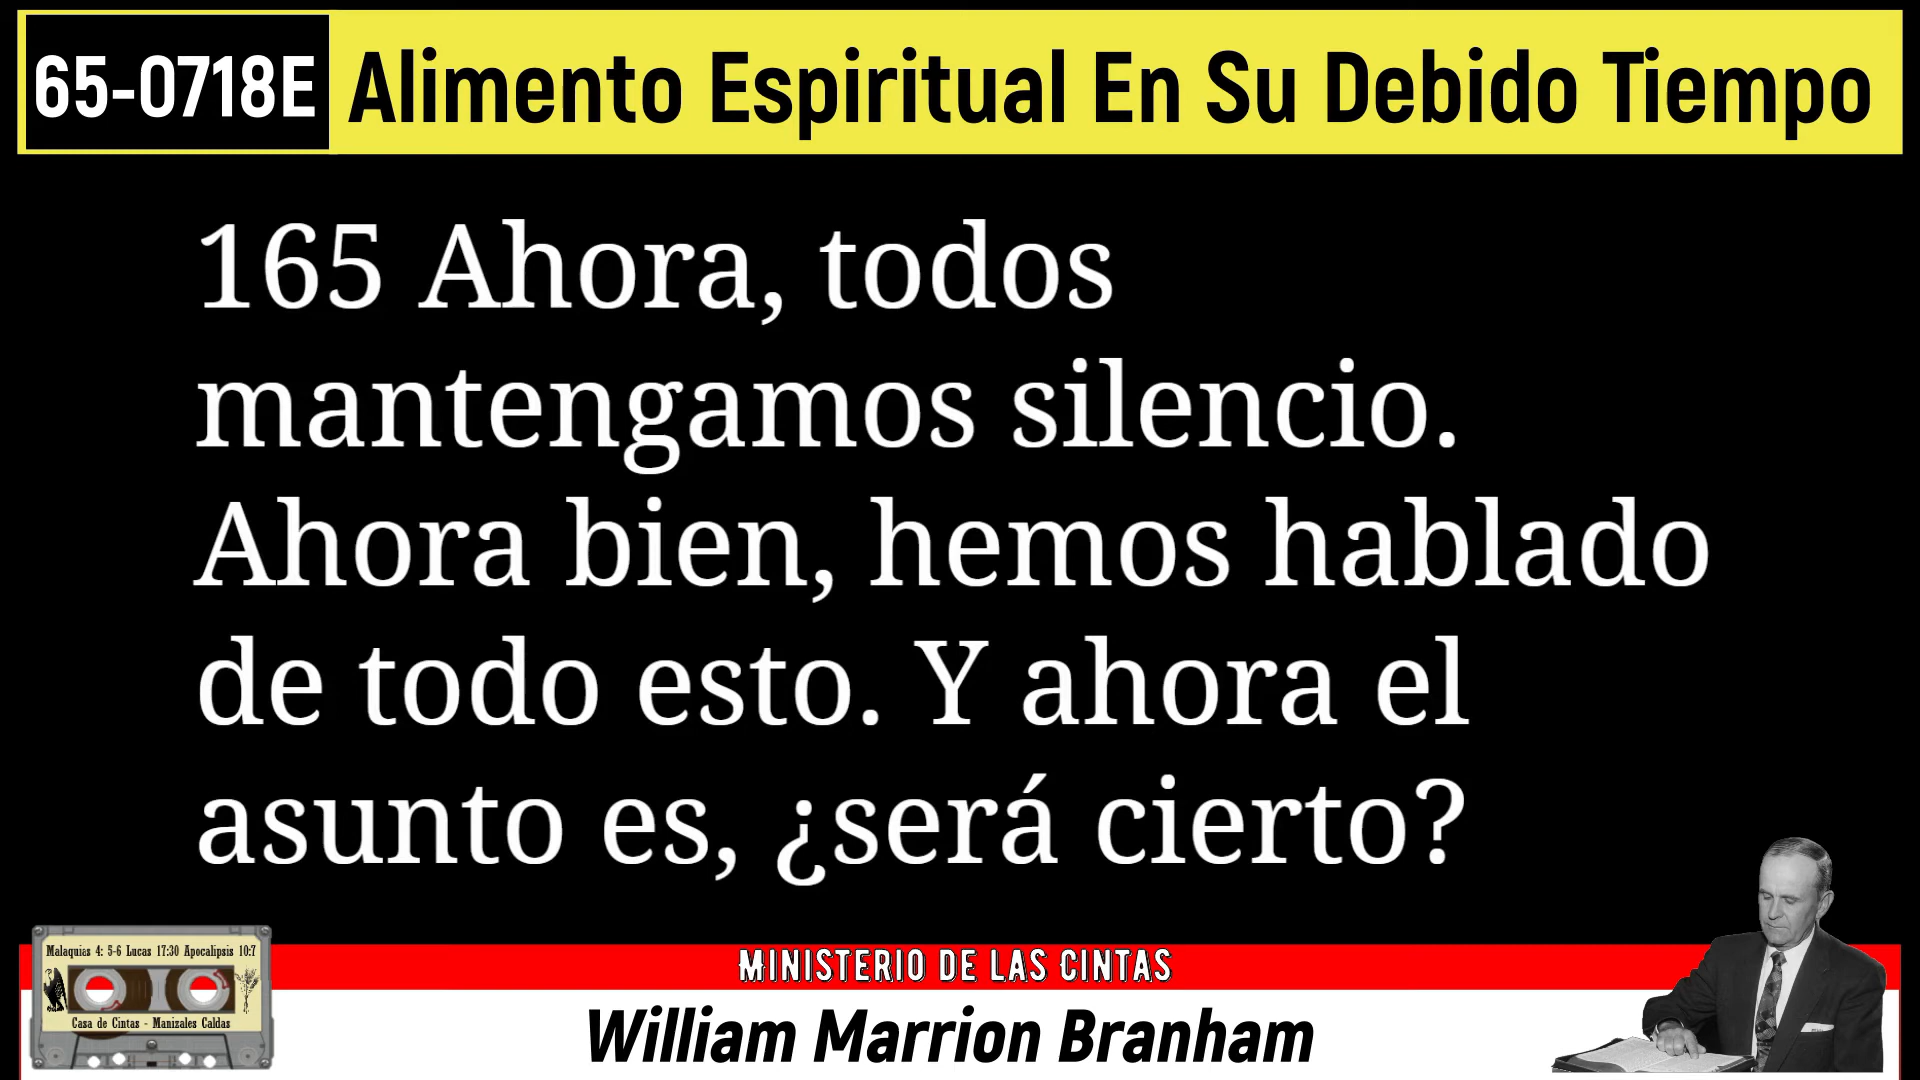 65-0718E Alimento Espiritual En Su Debido Tiempo
165 Ahora, todos
mantengamos silencio.
Ahora bien, hemos hablado
de todo esto. Y ahora el
asunto es, ¿será cierto?
Malaquias 4: 5-6 Lucas 17:30 Apocalipsis 10:7
Casa de Cintas - Manizales Caldas
MINISTERIO DE LAS CINTAS
William Marrion Branham